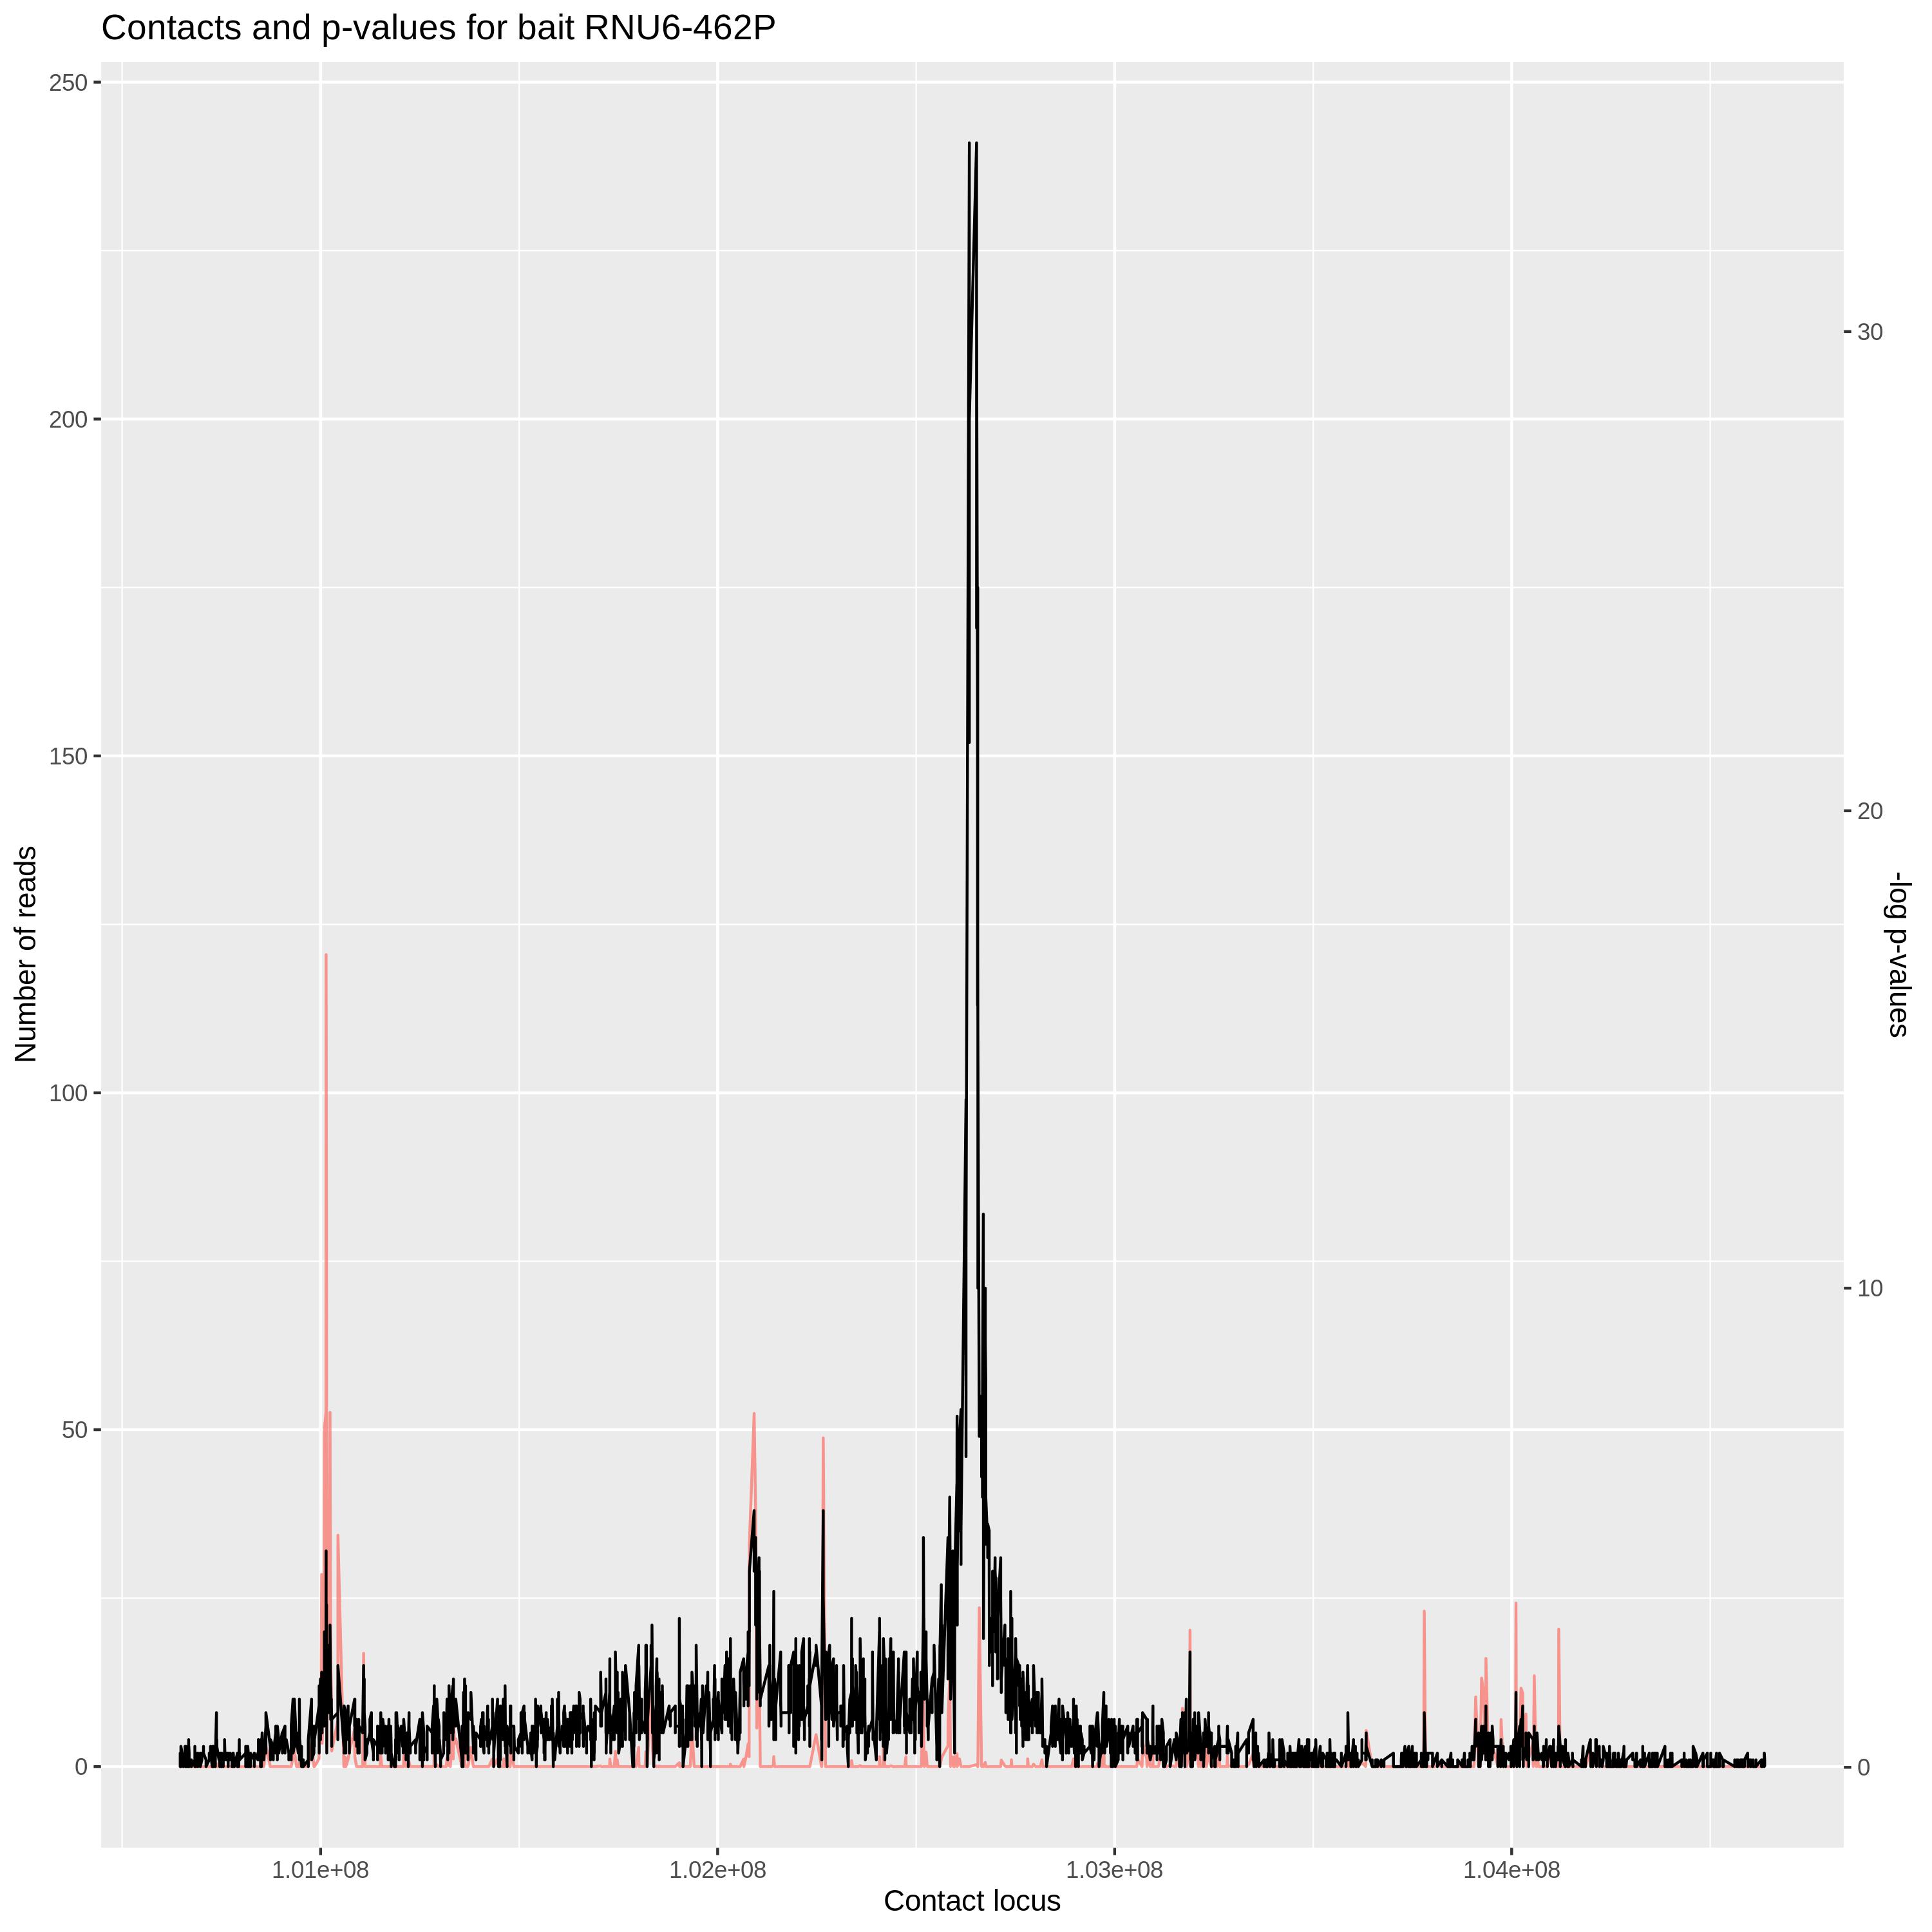 Contacts and p-values for bait RNU6-462P
250
200
150
100
50
0
Number of reads
30
20
10
0
-log p-values
1.01e+08
1.02e+08
1.03e+08
1.04e+08
Contact locus